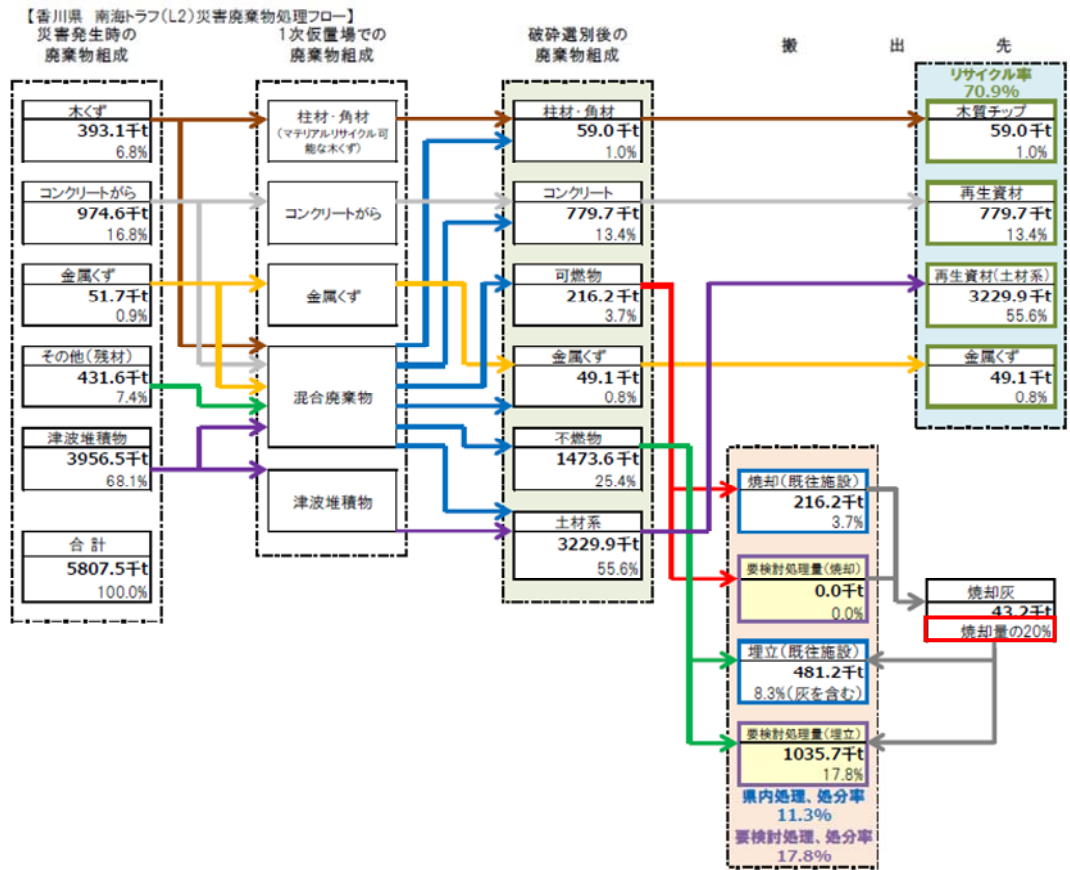 【香川県 南海トラフ(L2)災害廃棄物処理フロー】
災害発生時の
廃棄物組成
1次仮置場での
廃棄物組成
破砕選別後の
廃棄物組成
搬 出 先
木くず
393.1千t
6.8%
コンクリートがら
974.6千t
16.8%
金属くず
51.7千t
0.9%
その他(残材)
431.6千t
7.4%
津波堆積物
3956.5千t
68.1%
合計
5807.5千t
100.0%
柱材・角材
(マテリアルリサイクル可
能な木くず)
コンクリートがら
金属くず
混合廃棄物
津波堆積物
柱材・角材
59.0千t
1.0%
コンクリート
779.7千t
13.4%
可燃物
216.2千t
3.7%
金属くず
49.1千t
0.8%
不燃物
1473.6千t
25.4%
土材系
3229.9千t
55.6%
リサイクル率
70.9%
木質チップ
59.0千t
1.0%
再生資材
779.7千t
13.4%
再生資材(土材系)
3229.9千t
55.6%
金属くず
49.1千t
0.8%
焼却(既往施設)
216.2千t
3.7%
要検討処理量(焼却)
0.0千t
0.0%
埋立(既往施設)
481.2千t
8.3%(灰を含む)
要検討処理量(埋立)
1035.7千t
17.8%
県内処理、処分率
11.3%
要検討処理、処分率
17.8%
焼却灰
43.2千t
焼却量の20%